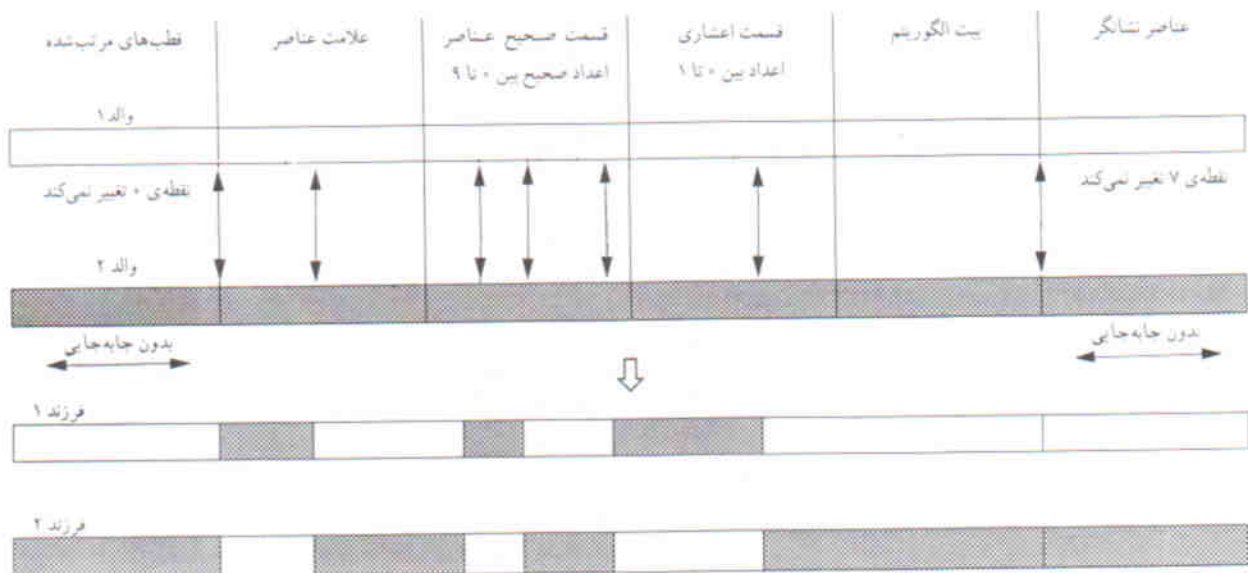 عناصر نشانگر
بیت الگوریتم
قسمت اعشاری
اعداد بین ۰ تا ۱
قسمت صحیح عناصر
اعداد صحیح بین ۰ تا ۹
علامت عناصر
قطب‌های مرتب‌شده
والد ۱
نقطه‌ی ۷ تغییر نمی‌کند
نقطه‌ی ۰ تغییر نمی‌کند
والد ۲
بدون جابه‌جایی
بدون جابه‌جایی
فرزند ۱
فرزند ۲